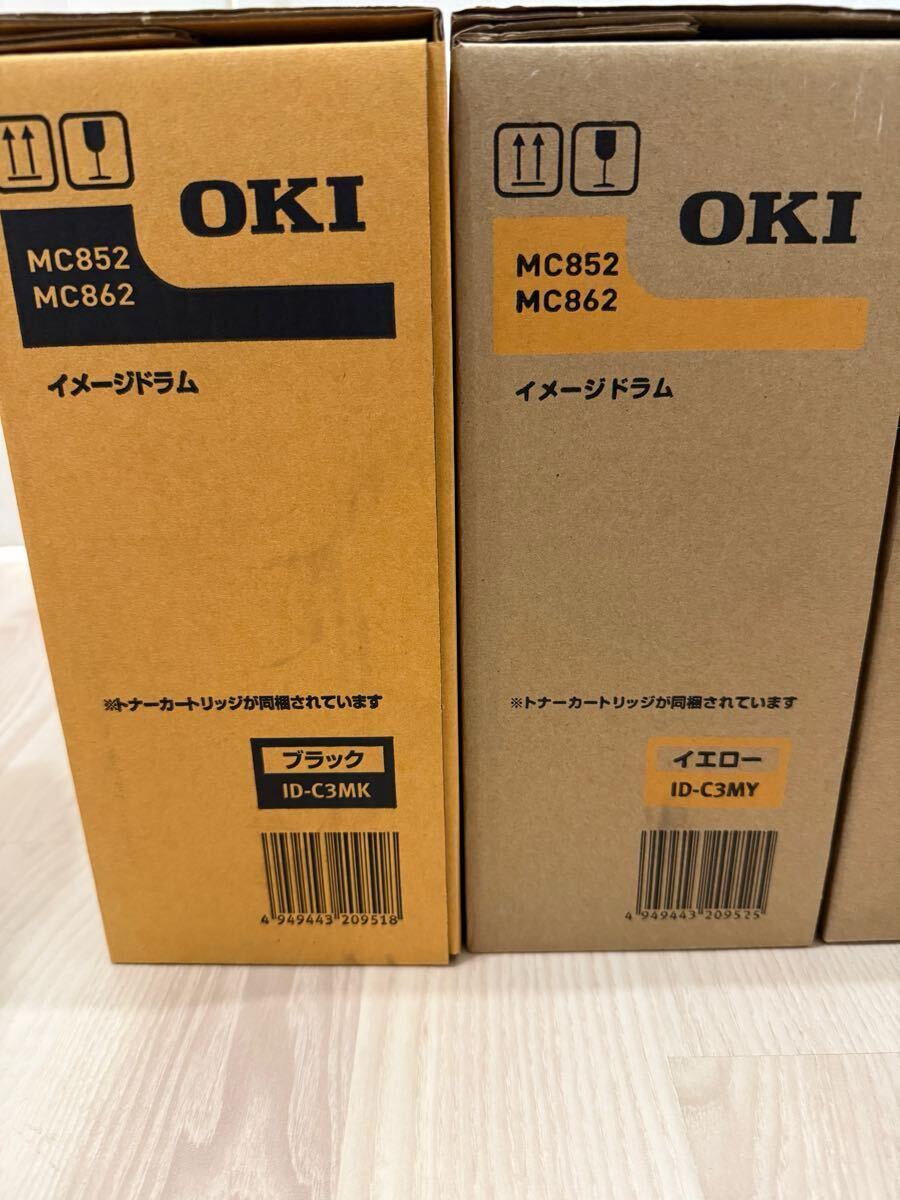 OKI
MC852
MC862
イメージドラム
※トナーカートリッジが同梱されています
ブラック
ID-C3MK
4 949443 209518
OKI
MC852
MC862
イメージドラム
※トナーカートリッジが同梱されています
イエロー
ID-C3MY
4 949443 209525